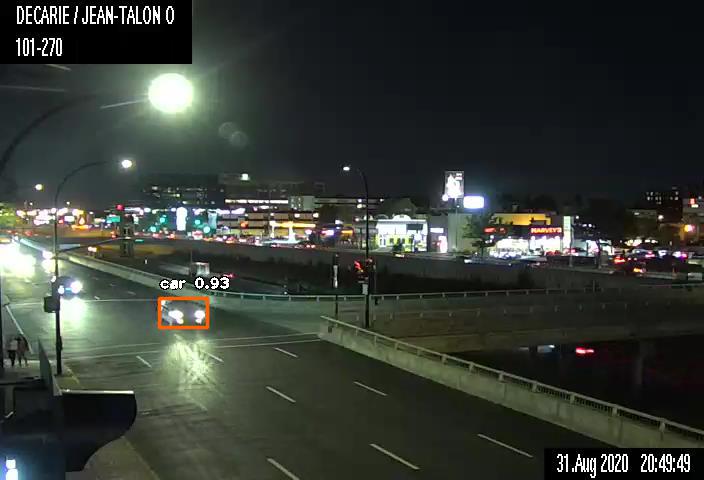 DECARIE / JEAN-TALON O
101-270
car 0.93
HARVEY'S
31.Aug 2020 20:49:49